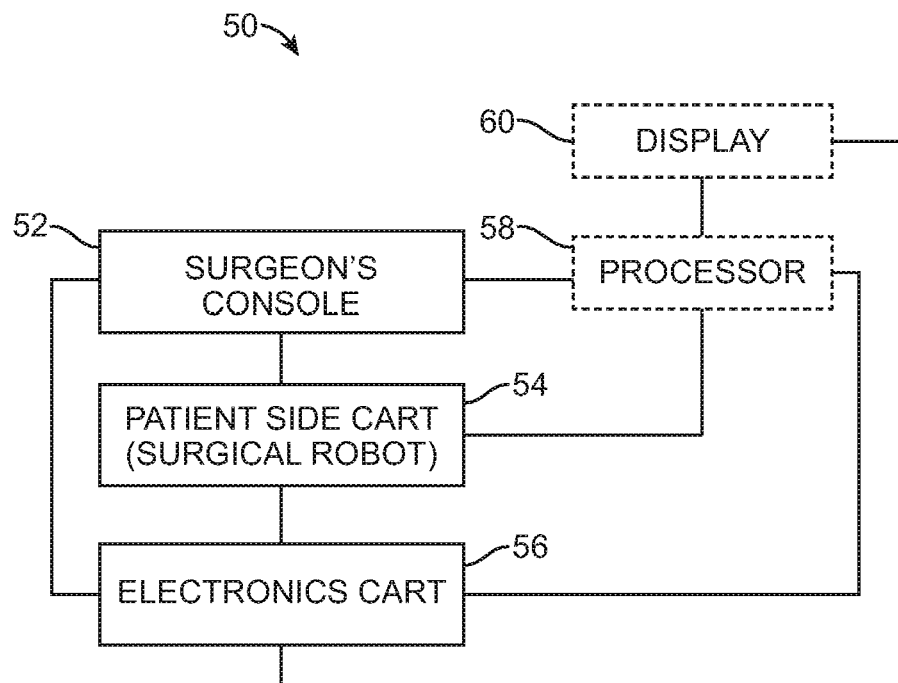 50
60
DISPLAY
52
58
SURGEON'S
CONSOLE
PROCESSOR
54
PATIENT SIDE CART
(SURGICAL ROBOT)
56
ELECTRONICS CART